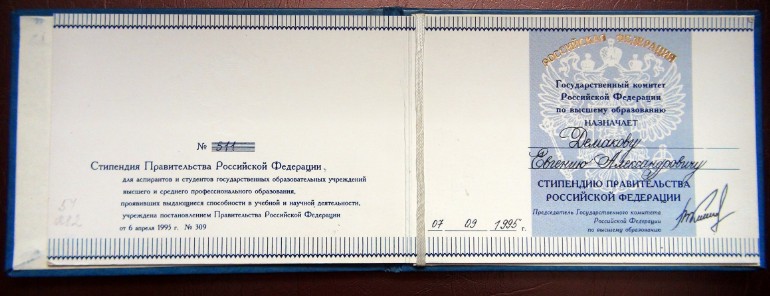 № 511
Стипендия Правительства Российской Федерации,
для аспирантов и студентов государственных образовательных учреждений
высшего и среднего профессионального образования,
проявивших выдающиеся способности в учебной и научной деятельности,
учреждена постановлением Правительства Российской Федерации
от 6 апреля 1995 г. № 309
РОССИЙСКАЯ ФЕДЕРАЦИЯ
Государственный комитет
Российской Федерации
по высшему образованию
НАЗНАЧАЕТ
Демакову
Евгению Александровичу
СТИПЕНДИЮ ПРАВИТЕЛЬСТВА
РОССИЙСКОЙ ФЕДЕРАЦИИ
Председатель Государственного комитета
Российской Федерации
по высшему образованию
07 09 1995 г.